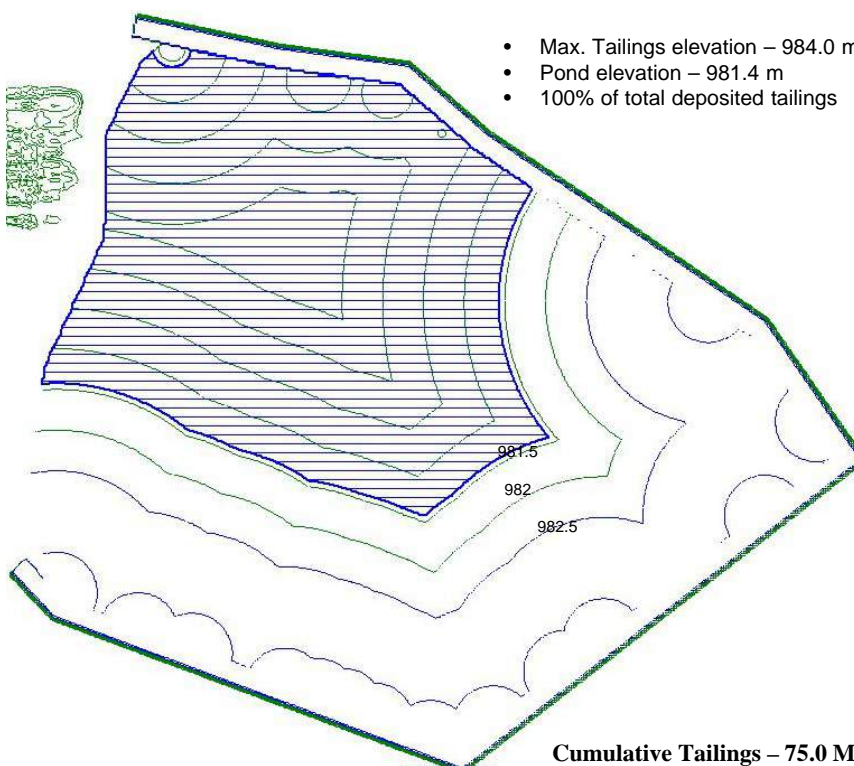 • Max. Tailings elevation – 984.0 m
• Pond elevation – 981.4 m
• 100% of total deposited tailings
981.5
982
982.5
Cumulative Tailings – 75.0 M